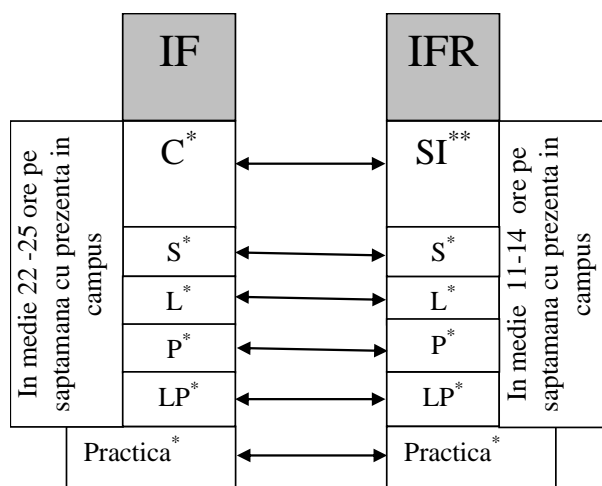 IF
IFR
In medie 22 -25 ore pe
saptamana cu prezenta in
campus
C*
SI**
In medie 11-14 ore pe
saptamana cu prezenta in
campus
S*
S*
L*
L*
P*
P*
LP*
LP*
Practica*
Practica*